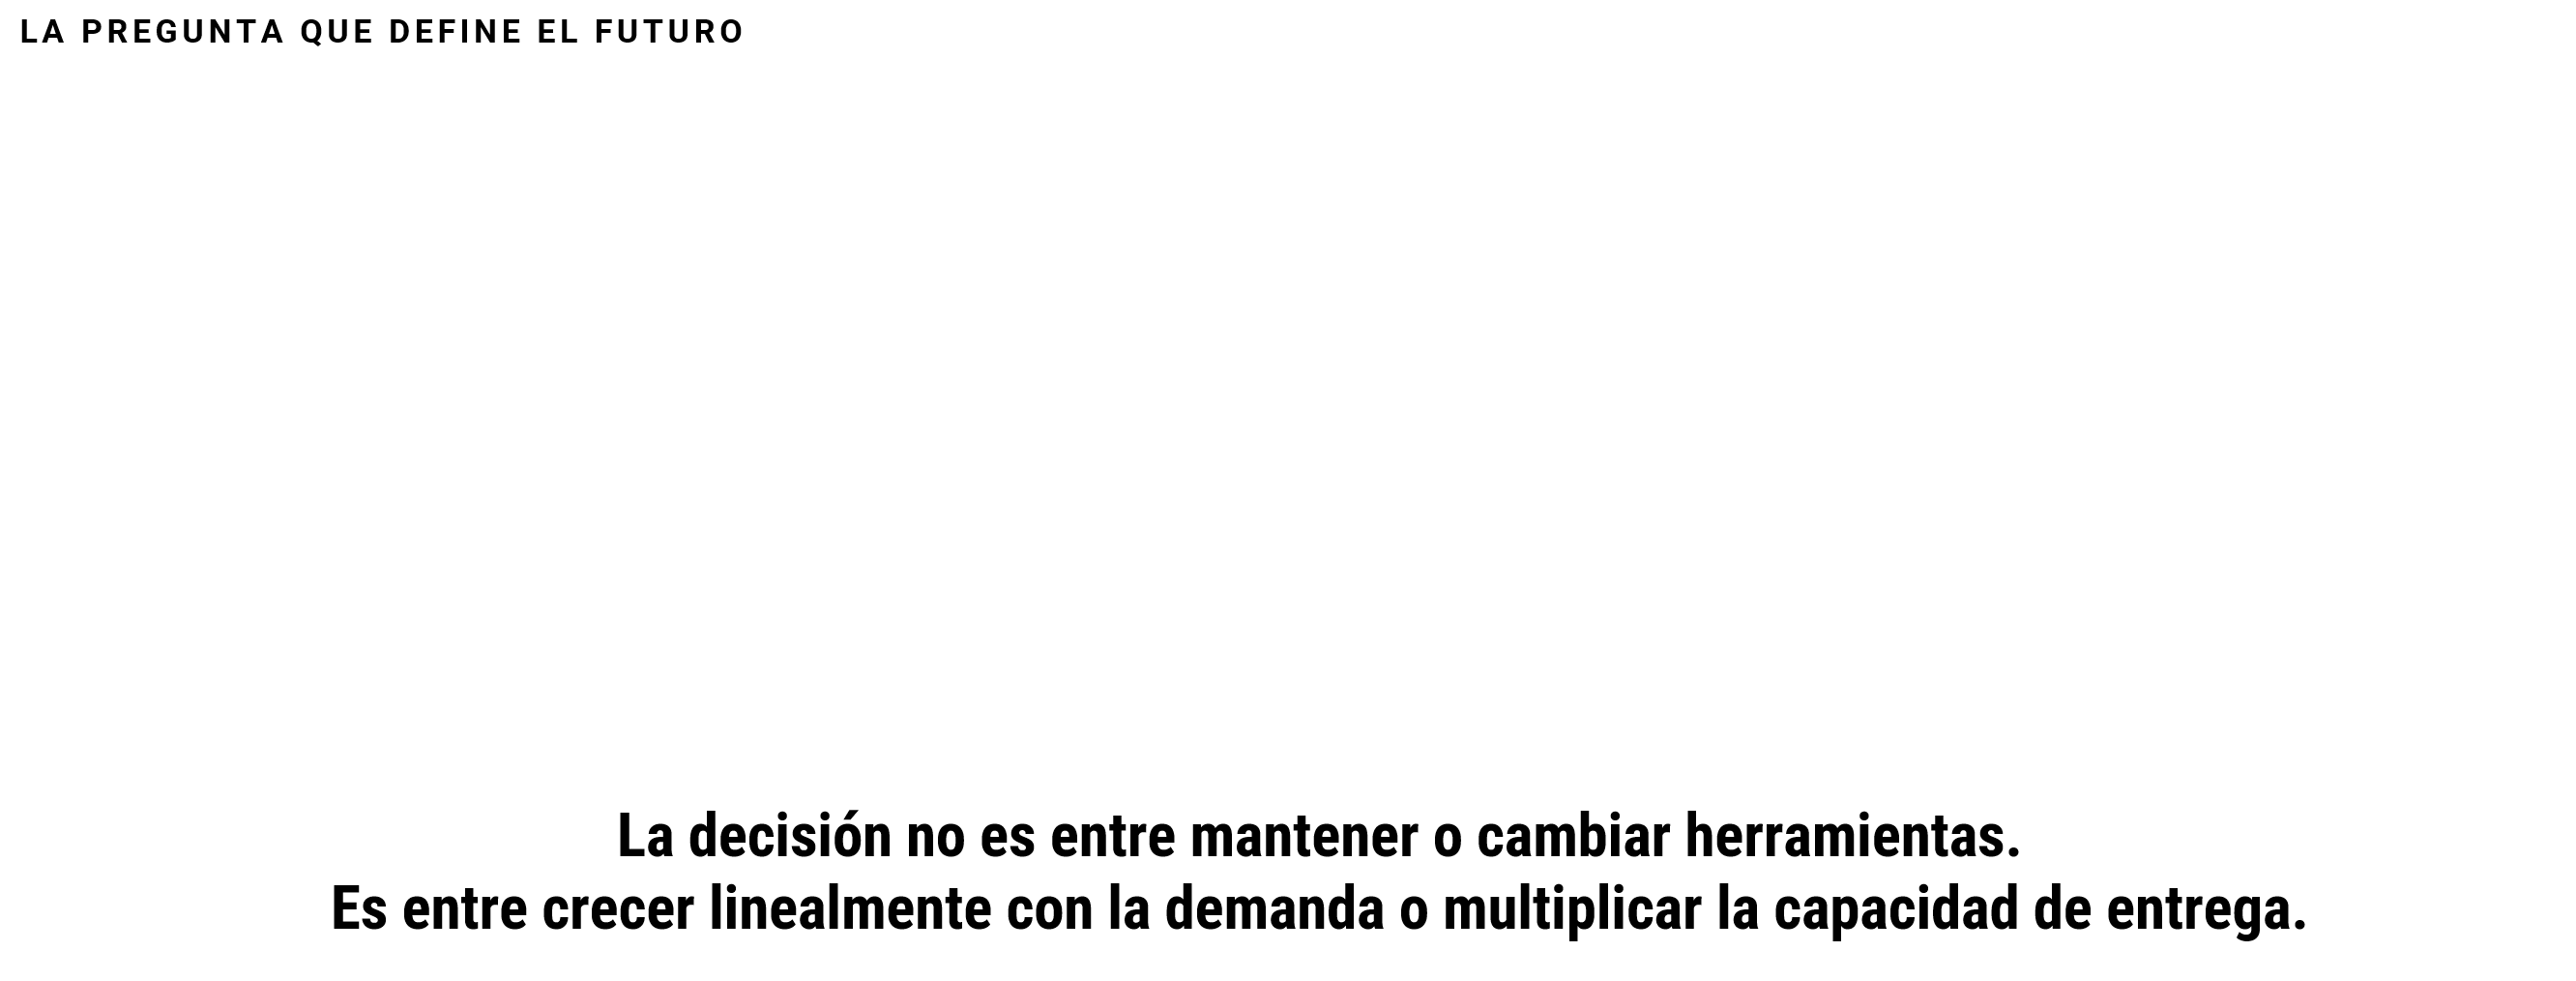 LA PREGUNTA QUE DEFINE EL FUTURO
La decisión no es entre mantener o cambiar herramientas.
Es entre crecer linealmente con la demanda o multiplicar la capacidad de entrega.